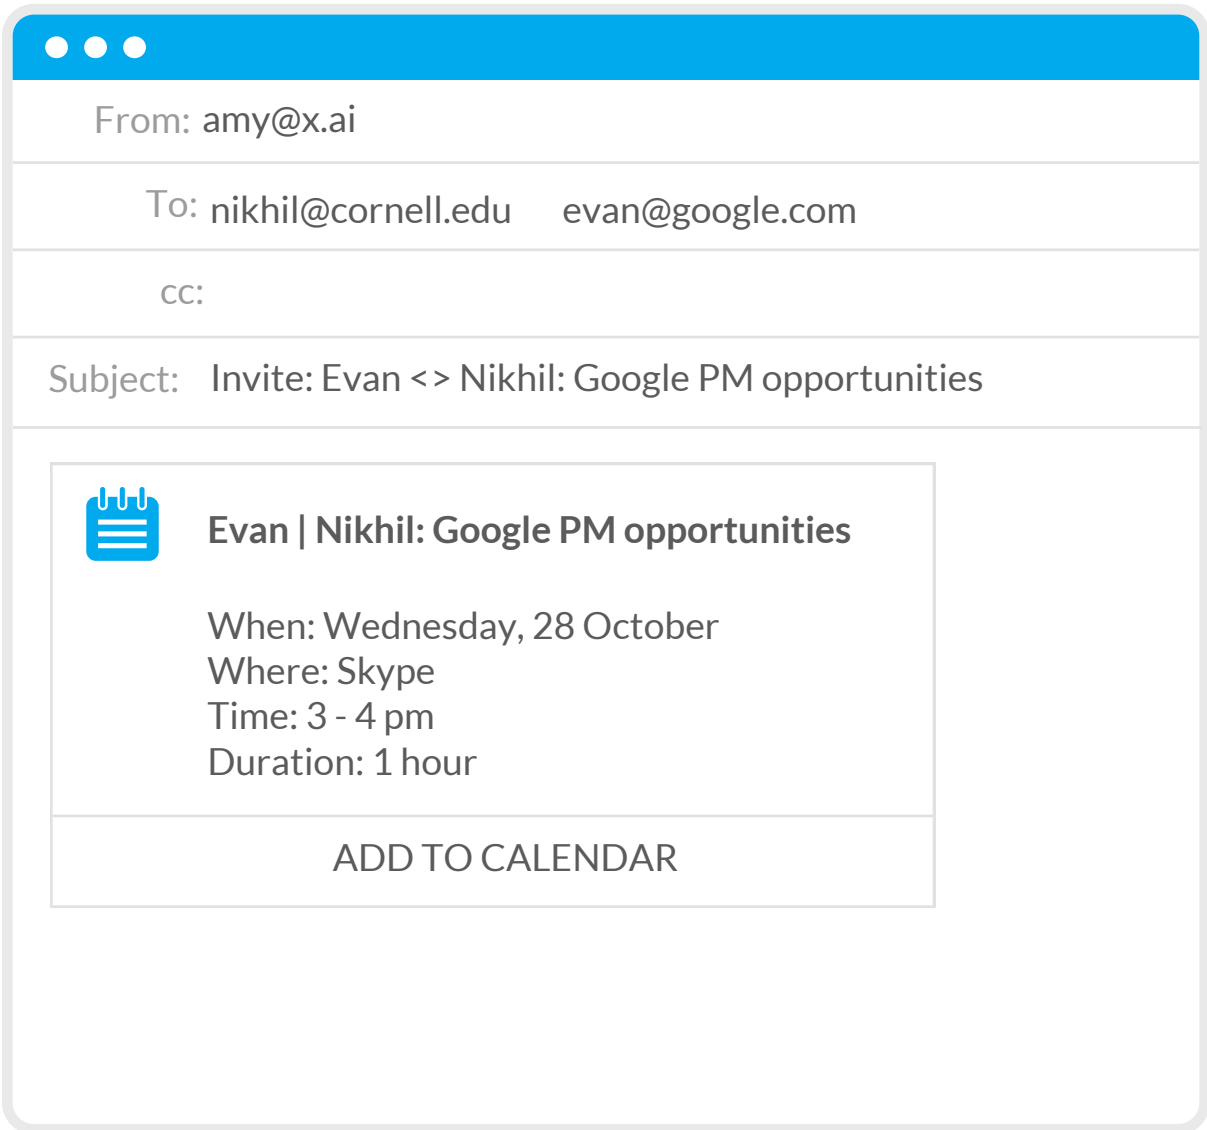 From: amy@x.ai
To: nikhil@cornell.edu evan@google.com
cc:
Subject: Invite: Evan <> Nikhil: Google PM opportunities
Evan | Nikhil: Google PM opportunities
When: Wednesday, 28 October
Where: Skype
Time: 3 - 4 pm
Duration: 1 hour
ADD TO CALENDAR